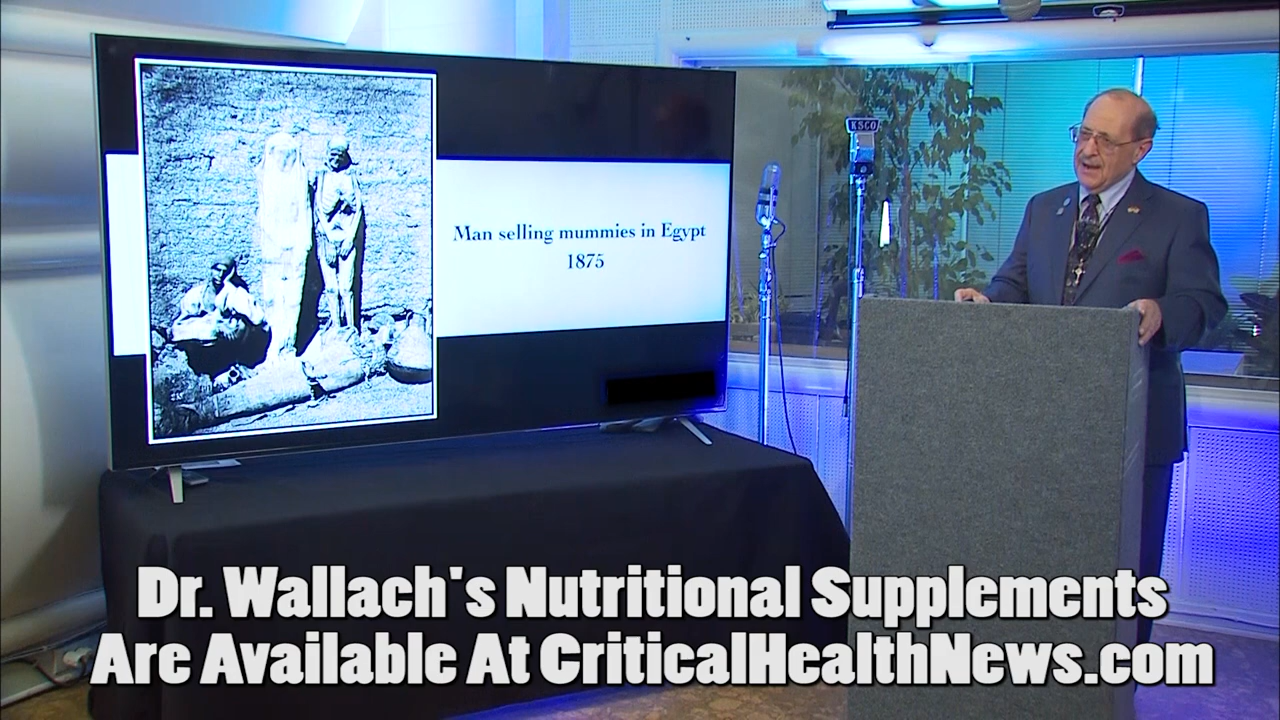 Man selling mummies in Egypt
1875
KSCO
Dr. Wallach's Nutritional Supplements
Are Available At CriticalHealthNews.com